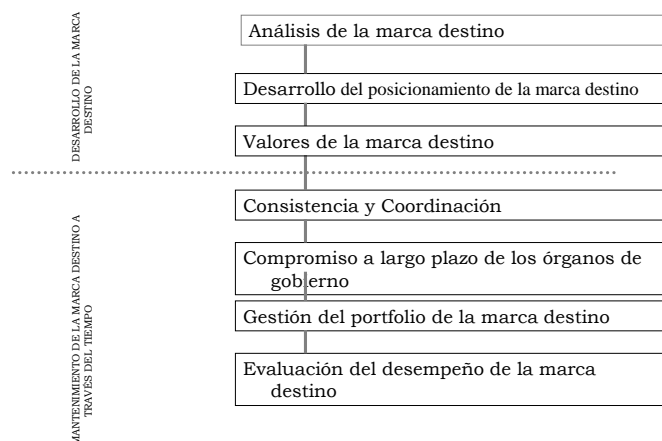 DESARROLLO DE LA MARCA
DESTINO
Análisis de la marca destino
Desarrollo del posicionamiento de la marca destino
Valores de la marca destino
MANTENIMIENTO DE LA MARCA DESTINO A
TRAVÉS DEL TIEMPO
Consistencia y Coordinación
Compromiso a largo plazo de los órganos de
gobierno
Gestión del portfolio de la marca destino
Evaluación del desempeño de la marca
destino